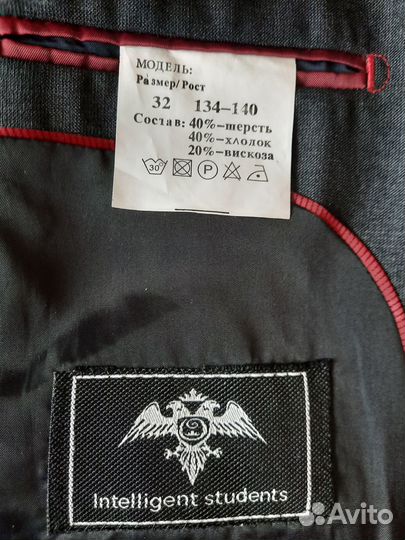 МОДЕЛЬ:
Размер/Рост
32 134-140
Состав: 40%-шерсть
40%-хлопок
20%-вискоза
30°
P
Intelligent students
Avito